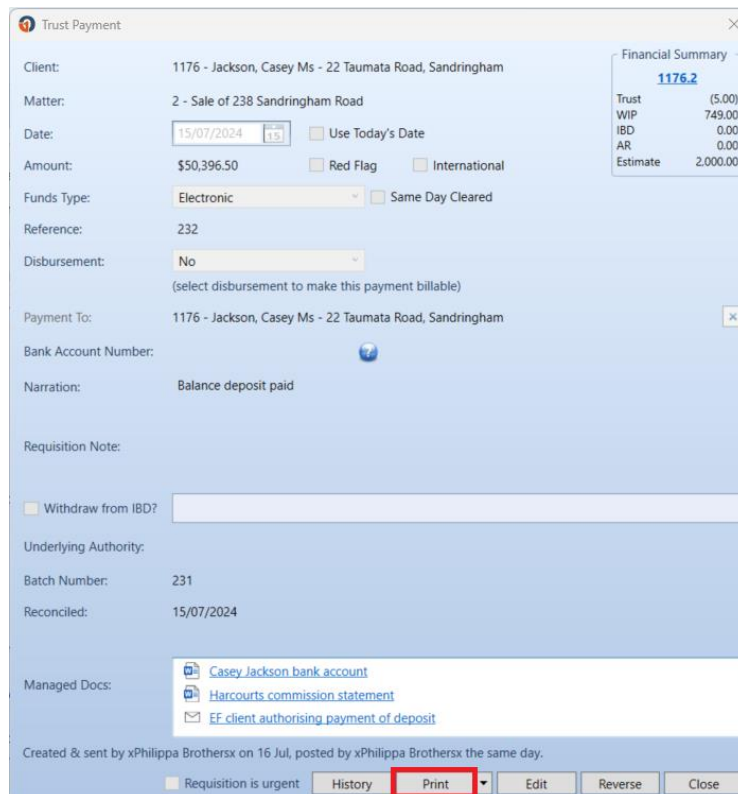 Trust Payment
Client: 1176 - Jackson, Casey Ms - 22 Taumata Road, Sandringham
Matter: 2 - Sale of 238 Sandringham Road
Date: 15/07/2024 15 Use Today's Date
Amount: $50,396.50 Red Flag International
Funds Type: Electronic Same Day Cleared
Reference: 232
Disbursement: No
(select disbursement to make this payment billable)
Payment To: 1176 - Jackson, Casey Ms - 22 Taumata Road, Sandringham
Bank Account Number: ?
Narration: Balance deposit paid
Requisition Note:
Withdraw from IBD?
Underlying Authority:
Batch Number: 231
Reconciled: 15/07/2024
Managed Docs:
Casey Jackson bank account
Harcourts commission statement
EF client authorising payment of deposit
Created & sent by xPhilippa Brothersx on 16 Jul, posted by xPhilippa Brothersx the same day.
Requisition is urgent History Print Edit Reverse Close
Financial Summary
1176.2
Trust (5.00)
WIP 749.00
IBD 0.00
AR 0.00
Estimate 2,000.00